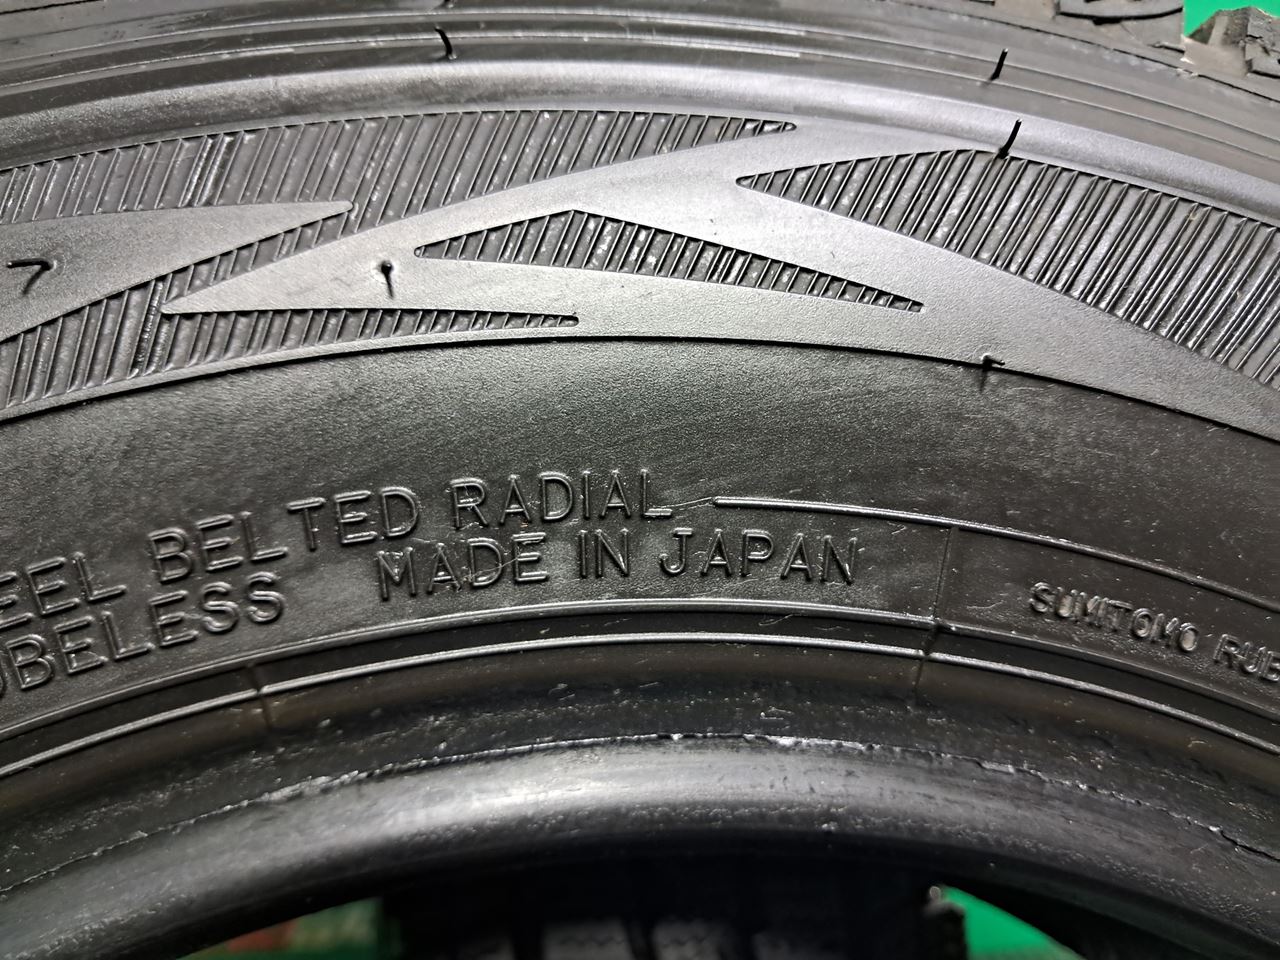 EEL BELTED RADIAL
UBELESS MADE IN JAPAN
SUMITOMO RUB